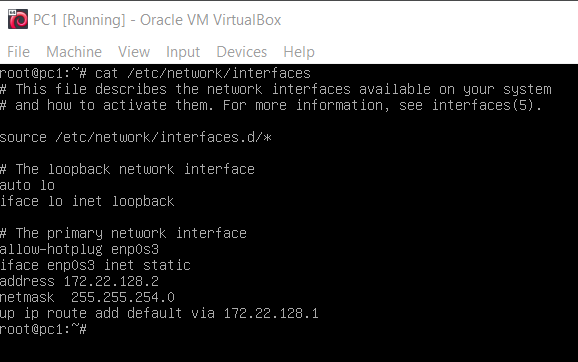 PC1 [Running] - Oracle VM VirtualBox
File Machine View Input Devices Help
root@pc1:~# cat /etc/network/interfaces
# This file describes the network interfaces available on your system
# and how to activate them. For more information, see interfaces(5).
source /etc/network/interfaces.d/*
# The loopback network interface
auto lo
iface lo inet loopback
# The primary network interface
allow-hotplug enp0s3
iface enp0s3 inet static
address 172.22.128.2
netmask  255.255.254.0
up ip route add default via 172.22.128.1
root@pc1:~#